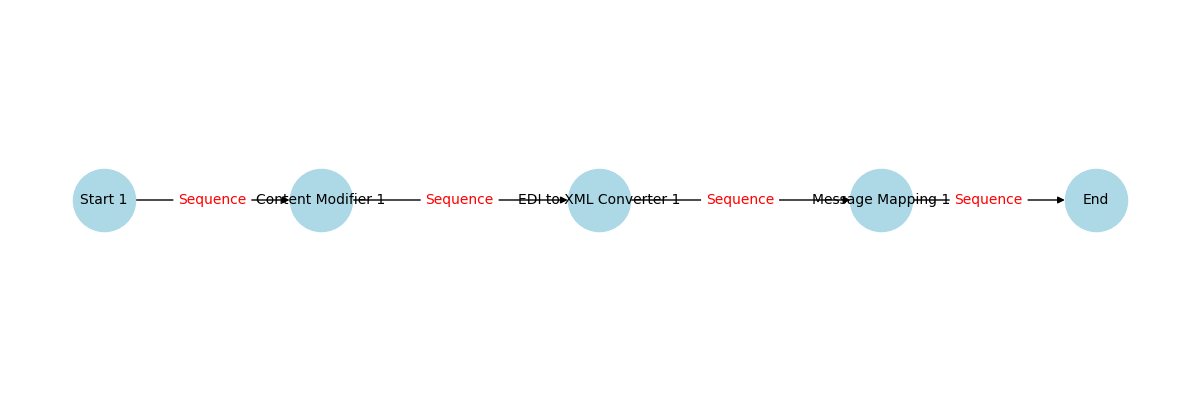 Start 1 Sequence Content Modifier 1 Sequence EDI to XML Converter 1 Sequence Message Mapping 1 Sequence End